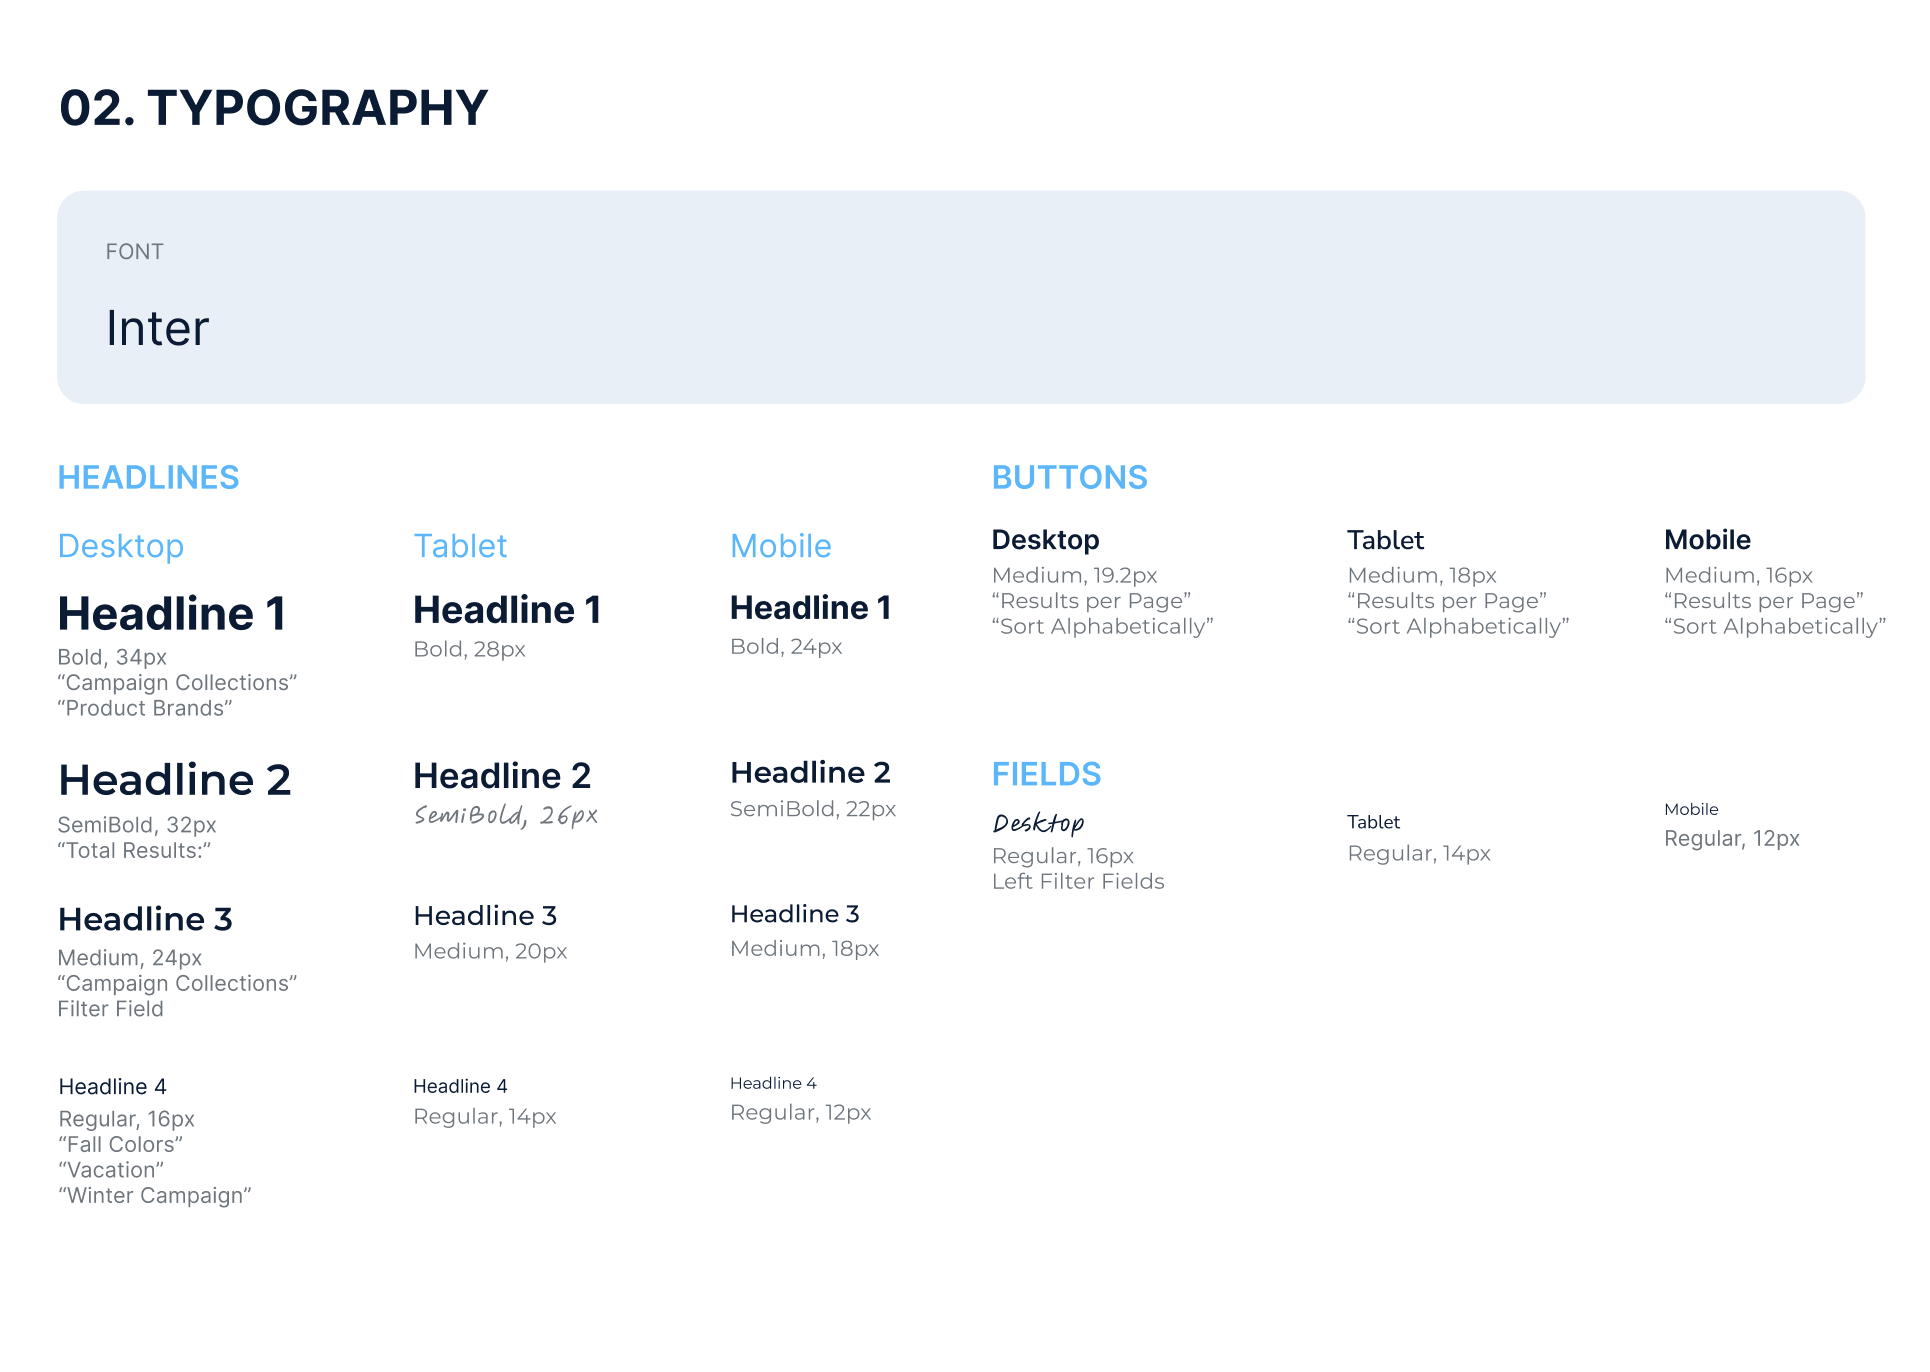 02. TYPOGRAPHY
FONT
Inter
HEADLINES
Desktop
Headline 1
Bold, 34px
“Campaign Collections”
“Product Brands”
Headline 2
SemiBold, 32px
“Total Results:”
Headline 3
Medium, 24px
“Campaign Collections”
Filter Field
Headline 4
Regular, 16px
“Fall Colors”
“Vacation”
“Winter Campaign”
Tablet
Headline 1
Bold, 28px
Headline 2
SemiBold, 26px
Headline 3
Medium, 20px
Headline 4
Regular, 14px
Mobile
Headline 1
Bold, 24px
Headline 2
SemiBold, 22px
Headline 3
Medium, 18px
Headline 4
Regular, 12px
BUTTONS
Desktop
Medium, 19.2px
“Results per Page”
“Sort Alphabetically”
Tablet
Medium, 18px
“Results per Page”
“Sort Alphabetically”
Mobile
Medium, 16px
“Results per Page”
“Sort Alphabetically”
FIELDS
Desktop
Regular, 16px
Left Filter Fields
Tablet
Regular, 14px
Mobile
Regular, 12px